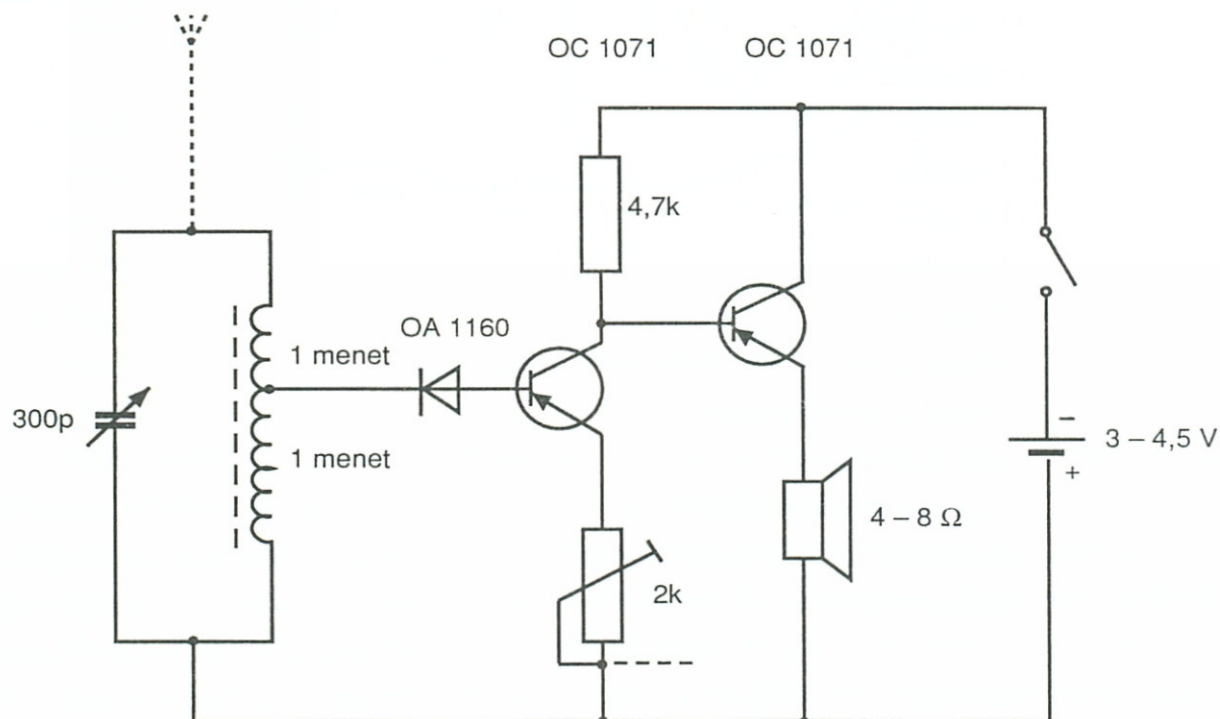 OC 1071
OC 1071
4,7k
OA 1160
1 menet
300p
1 menet
− 3 – 4,5 V
+
4 – 8 Ω
2k